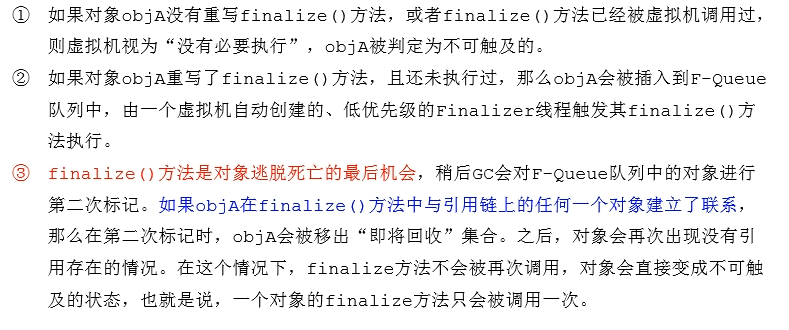 ① 如果对象objA没有重写finalize()方法，或者finalize()方法已经被虚拟机调用过，
则虚拟机视为“没有必要执行”，objA被判定为不可触及的。
② 如果对象objA重写了finalize()方法，且还未执行过，那么objA会被插入到F-Queue
队列中，由一个虚拟机自动创建的、低优先级的Finalizer线程触发其finalize()方
法执行。
③ finalize()方法是对象逃脱死亡的最后机会，稍后GC会对F-Queue队列中的对象进行
第二次标记。如果objA在finalize()方法中与引用链上的任何一个对象建立了联系，
那么在第二次标记时，objA会被移出“即将回收”集合。之后，对象会再次出现没有引
用存在的情况。在这个情况下，finalize方法不会被再次调用，对象会直接变成不可触
及的状态，也就是说，一个对象的finalize方法只会被调用一次。